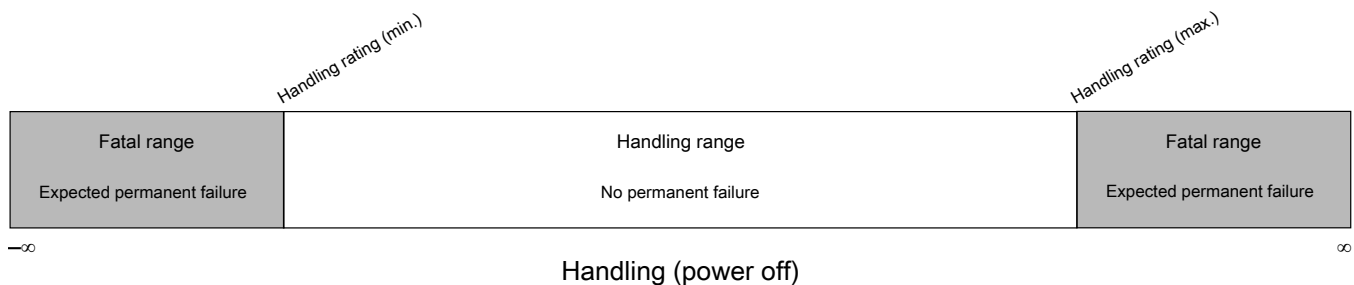 Handling rating (min.)
Handling rating (max.)
Fatal range
Handling range
Fatal range
Expected permanent failure
No permanent failure
Expected permanent failure
–∞
∞
Handling (power off)